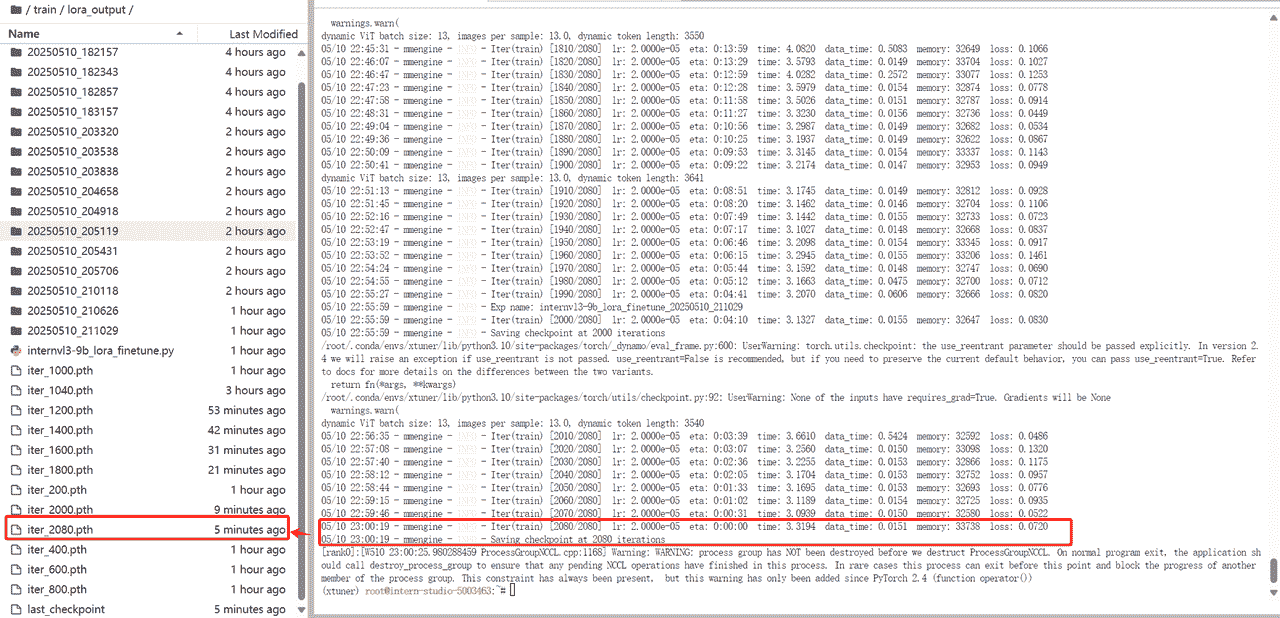 / train / lora_output /
Name Last Modified
20250510_182157 4 hours ago
20250510_182343 4 hours ago
20250510_182857 4 hours ago
20250510_183157 4 hours ago
20250510_203320 2 hours ago
20250510_203538 2 hours ago
20250510_203838 2 hours ago
20250510_204658 2 hours ago
20250510_204918 2 hours ago
20250510_205119 2 hours ago
20250510_205431 2 hours ago
20250510_205706 2 hours ago
20250510_210118 2 hours ago
20250510_210626 1 hour ago
20250510_211029 1 hour ago
internvl3-9b_lora_finetune.py 1 hour ago
iter_1000.pth 1 hour ago
iter_1040.pth 3 hours ago
iter_1200.pth 53 minutes ago
iter_1400.pth 42 minutes ago
iter_1600.pth 31 minutes ago
iter_1800.pth 21 minutes ago
iter_200.pth 1 hour ago
iter_2000.pth 9 minutes ago
iter_2080.pth 5 minutes ago
iter_400.pth 1 hour ago
iter_600.pth 1 hour ago
iter_800.pth 1 hour ago
last_checkpoint 5 minutes ago
warnings.warn(
dynamic ViT batch size: 13, images per sample: 13.0, dynamic token length: 3550
05/10 22:45:31 - mmengine - - Iter(train) [1810/2080] lr: 2.0000e-05 eta: 0:13:59 time: 4.0820 data_time: 0.5083 memory: 32649 loss: 0.1066
05/10 22:46:07 - mmengine - - Iter(train) [1820/2080] lr: 2.0000e-05 eta: 0:13:29 time: 3.5793 data_time: 0.0149 memory: 33704 loss: 0.1027
05/10 22:46:47 - mmengine - - Iter(train) [1830/2080] lr: 2.0000e-05 eta: 0:12:59 time: 4.0282 data_time: 0.2572 memory: 33077 loss: 0.1253
05/10 22:47:23 - mmengine - - Iter(train) [1840/2080] lr: 2.0000e-05 eta: 0:12:28 time: 3.5979 data_time: 0.0154 memory: 32874 loss: 0.0778
05/10 22:47:58 - mmengine - - Iter(train) [1850/2080] lr: 2.0000e-05 eta: 0:11:58 time: 3.5026 data_time: 0.0151 memory: 32787 loss: 0.0914
05/10 22:48:31 - mmengine - - Iter(train) [1860/2080] lr: 2.0000e-05 eta: 0:11:27 time: 3.3230 data_time: 0.0156 memory: 32736 loss: 0.0449
05/10 22:49:04 - mmengine - - Iter(train) [1870/2080] lr: 2.0000e-05 eta: 0:10:56 time: 3.2987 data_time: 0.0149 memory: 32682 loss: 0.0534
05/10 22:49:36 - mmengine - - Iter(train) [1880/2080] lr: 2.0000e-05 eta: 0:10:25 time: 3.1937 data_time: 0.0149 memory: 32622 loss: 0.0867
05/10 22:50:09 - mmengine - - Iter(train) [1890/2080] lr: 2.0000e-05 eta: 0:09:53 time: 3.3145 data_time: 0.0154 memory: 33337 loss: 0.1143
05/10 22:50:41 - mmengine - - Iter(train) [1900/2080] lr: 2.0000e-05 eta: 0:09:22 time: 3.2174 data_time: 0.0147 memory: 32953 loss: 0.0949
dynamic ViT batch size: 13, images per sample: 13.0, dynamic token length: 3641
05/10 22:51:13 - mmengine - - Iter(train) [1910/2080] lr: 2.0000e-05 eta: 0:08:51 time: 3.1745 data_time: 0.0149 memory: 32812 loss: 0.0928
05/10 22:51:45 - mmengine - - Iter(train) [1920/2080] lr: 2.0000e-05 eta: 0:08:20 time: 3.1462 data_time: 0.0146 memory: 32704 loss: 0.1106
05/10 22:52:16 - mmengine - - Iter(train) [1930/2080] lr: 2.0000e-05 eta: 0:07:49 time: 3.1442 data_time: 0.0155 memory: 32733 loss: 0.0723
05/10 22:52:47 - mmengine - - Iter(train) [1940/2080] lr: 2.0000e-05 eta: 0:07:17 time: 3.1027 data_time: 0.0148 memory: 32668 loss: 0.0837
05/10 22:53:19 - mmengine - - Iter(train) [1950/2080] lr: 2.0000e-05 eta: 0:06:46 time: 3.2098 data_time: 0.0154 memory: 33345 loss: 0.0917
05/10 22:53:52 - mmengine - - Iter(train) [1960/2080] lr: 2.0000e-05 eta: 0:06:15 time: 3.2945 data_time: 0.0155 memory: 33206 loss: 0.1461
05/10 22:54:24 - mmengine - - Iter(train) [1970/2080] lr: 2.0000e-05 eta: 0:05:44 time: 3.1592 data_time: 0.0148 memory: 32747 loss: 0.0690
05/10 22:54:55 - mmengine - - Iter(train) [1980/2080] lr: 2.0000e-05 eta: 0:05:12 time: 3.1663 data_time: 0.0475 memory: 32700 loss: 0.0712
05/10 22:55:27 - mmengine - - Iter(train) [1990/2080] lr: 2.0000e-05 eta: 0:04:41 time: 3.2070 data_time: 0.0606 memory: 32666 loss: 0.0820
05/10 22:55:59 - mmengine - - Exp name: internvl3-9b_lora_finetune_20250510_211029
05/10 22:55:59 - mmengine - - Iter(train) [2000/2080] lr: 2.0000e-05 eta: 0:04:10 time: 3.1327 data_time: 0.0155 memory: 32647 loss: 0.0830
05/10 22:55:59 - mmengine - - Saving checkpoint at 2000 iterations
/root/.conda/envs/xtuner/lib/python3.10/site-packages/torch/_dynamo/eval_frame.py:600: UserWarning: torch.utils.checkpoint: the use_reentrant parameter should be passed explicitly. In version 2.
4 we will raise an exception if use_reentrant is not passed. use_reentrant=False is recommended, but if you need to preserve the current default behavior, you can pass use_reentrant=True. Refer
to docs for more details on the differences between the two variants.
return fn(*args, **kwargs)
/root/.conda/envs/xtuner/lib/python3.10/site-packages/torch/utils/checkpoint.py:92: UserWarning: None of the inputs have requires_grad=True. Gradients will be None
warnings.warn(
dynamic ViT batch size: 13, images per sample: 13.0, dynamic token length: 3540
05/10 22:56:35 - mmengine - - Iter(train) [2010/2080] lr: 2.0000e-05 eta: 0:03:39 time: 3.6610 data_time: 0.5424 memory: 32592 loss: 0.0486
05/10 22:57:08 - mmengine - - Iter(train) [2020/2080] lr: 2.0000e-05 eta: 0:03:07 time: 3.2560 data_time: 0.0150 memory: 33098 loss: 0.1320
05/10 22:57:40 - mmengine - - Iter(train) [2030/2080] lr: 2.0000e-05 eta: 0:02:36 time: 3.2255 data_time: 0.0153 memory: 32866 loss: 0.1175
05/10 22:58:12 - mmengine - - Iter(train) [2040/2080] lr: 2.0000e-05 eta: 0:02:05 time: 3.1704 data_time: 0.0153 memory: 32752 loss: 0.0957
05/10 22:58:44 - mmengine - - Iter(train) [2050/2080] lr: 2.0000e-05 eta: 0:01:33 time: 3.1695 data_time: 0.0153 memory: 32693 loss: 0.0776
05/10 22:59:15 - mmengine - - Iter(train) [2060/2080] lr: 2.0000e-05 eta: 0:01:02 time: 3.1189 data_time: 0.0154 memory: 32725 loss: 0.0935
05/10 22:59:46 - mmengine - - Iter(train) [2070/2080] lr: 2.0000e-05 eta: 0:00:31 time: 3.0939 data_time: 0.0150 memory: 32580 loss: 0.0522
05/10 23:00:19 - mmengine - - Iter(train) [2080/2080] lr: 2.0000e-05 eta: 0:00:00 time: 3.3194 data_time: 0.0151 memory: 33738 loss: 0.0720
05/10 23:00:19 - mmengine - - Saving checkpoint at 2080 iterations
[rank0]:[W510 23:00:25.980288459 ProcessGroupNCCL.cpp:1168] Warning: WARNING: process group has NOT been destroyed before we destruct ProcessGroupNCCL. On normal program exit, the application sho
uld call destroy_process_group to ensure that any pending NCCL operations have finished in this process. In rare cases this process can exit before this point and block the progress of another
member of the process group. This constraint has always been present, but this warning has only been added since PyTorch 2.4 (function operator())
(xtuner) root@intern-studio-5003463:~#